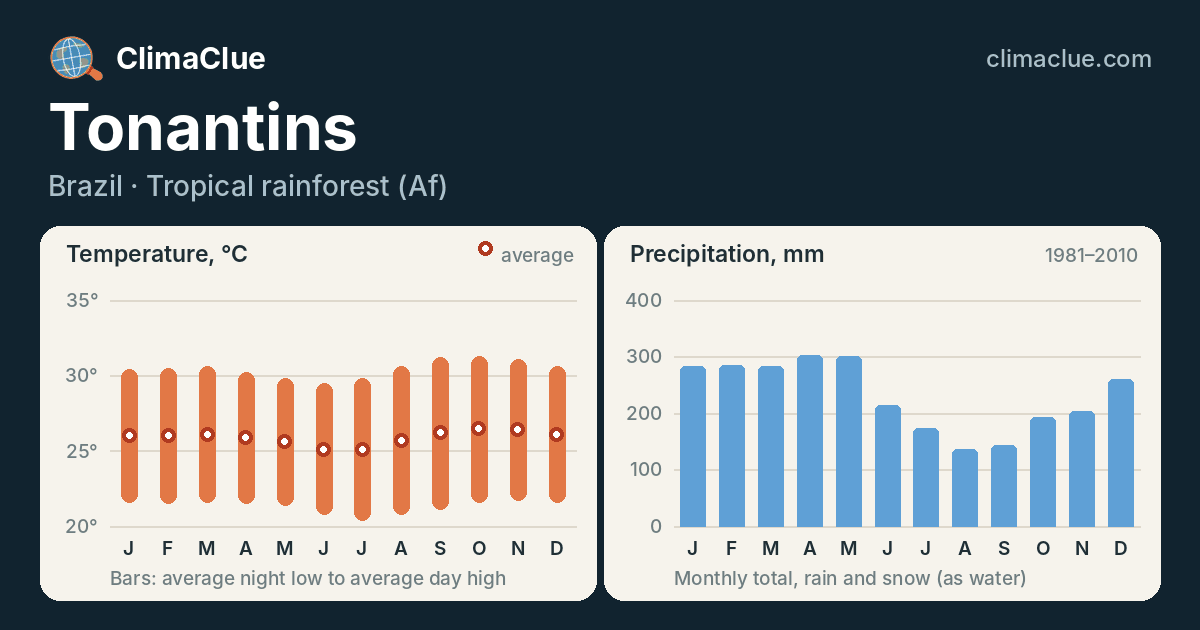 ClimaClue
climaclue.com
Tonantins
Brazil · Tropical rainforest (Af)
Temperature, °C
average
35°
30°
25°
20°
J F M A M J J A S O N D
Bars: average night low to average day high
Precipitation, mm
1981–2010
400
300
200
100
0
J F M A M J J A S O N D
Monthly total, rain and snow (as water)